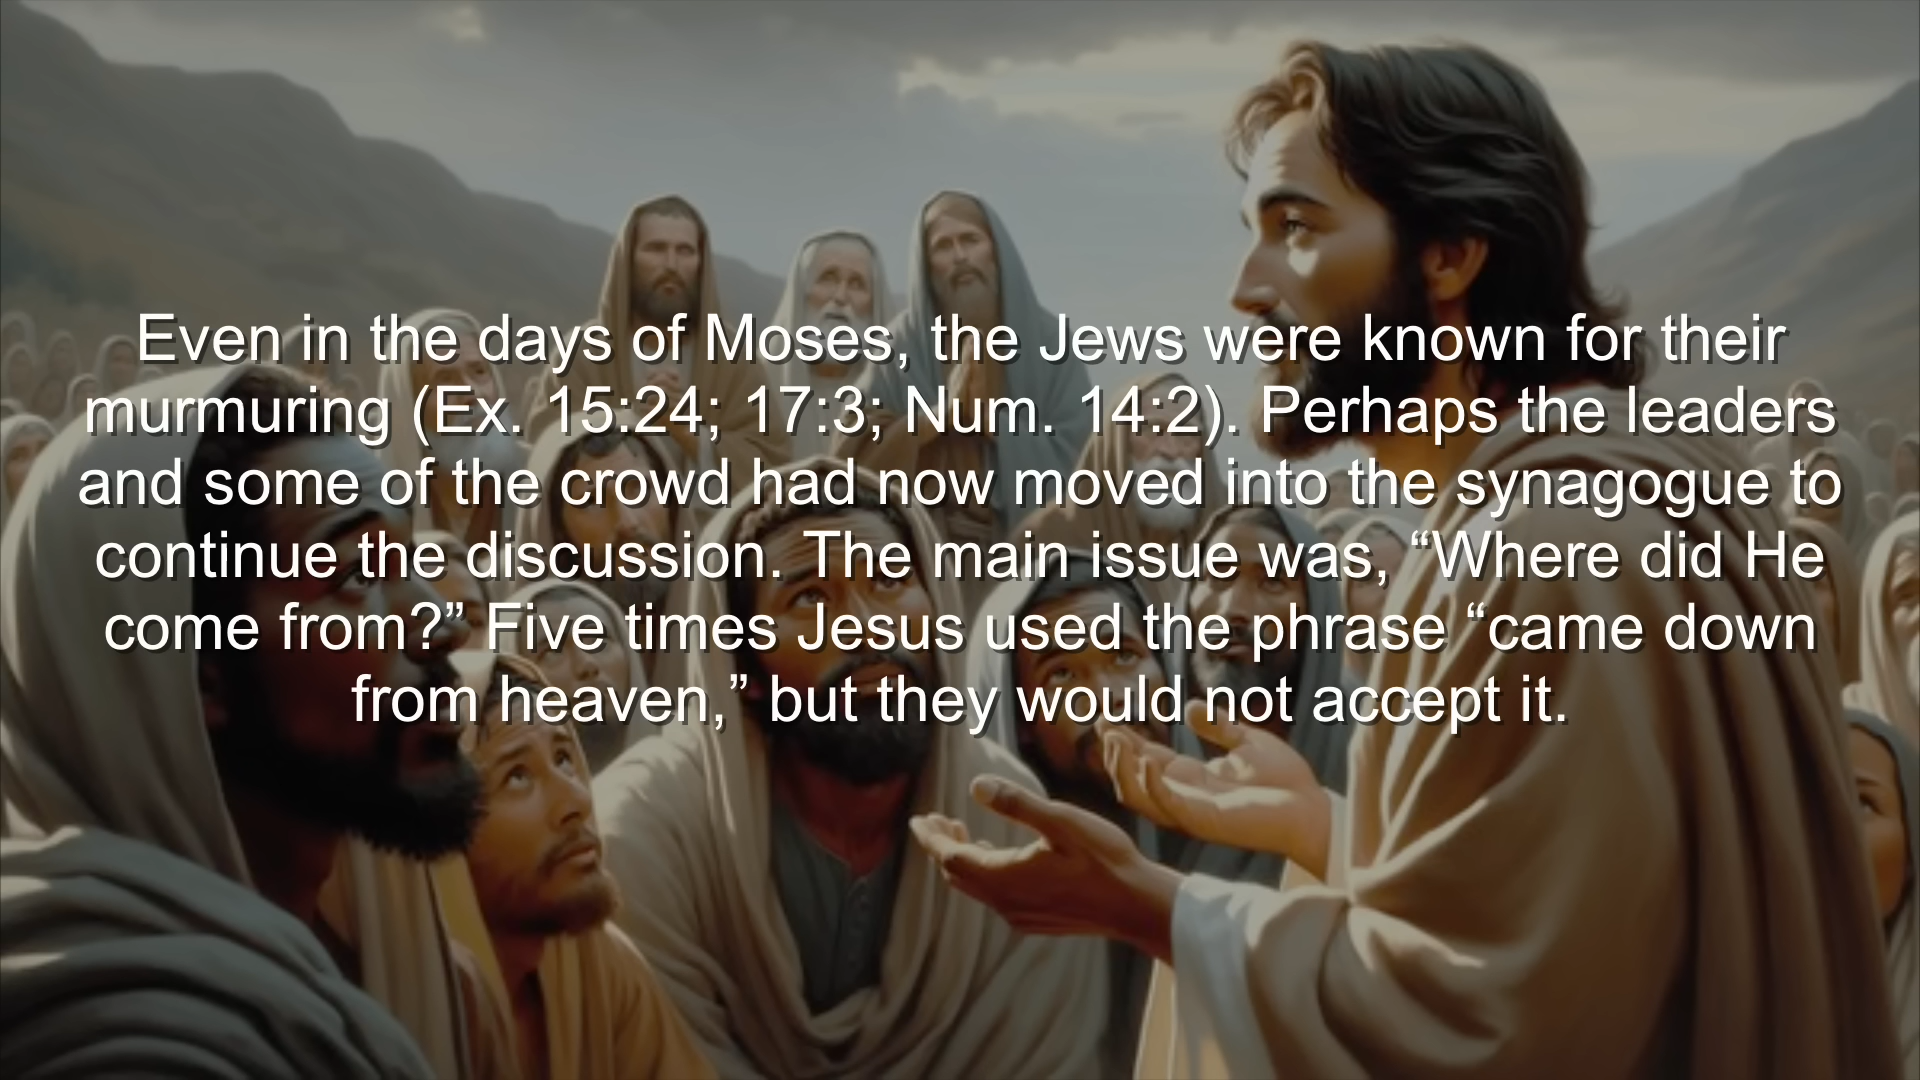 Even in the days of Moses, the Jews were known for their
murmuring (Ex. 15:24; 17:3; Num. 14:2). Perhaps the leaders
and some of the crowd had now moved into the synagogue to
continue the discussion. The main issue was, “Where did He
come from?” Five times Jesus used the phrase “came down
from heaven,” but they would not accept it.